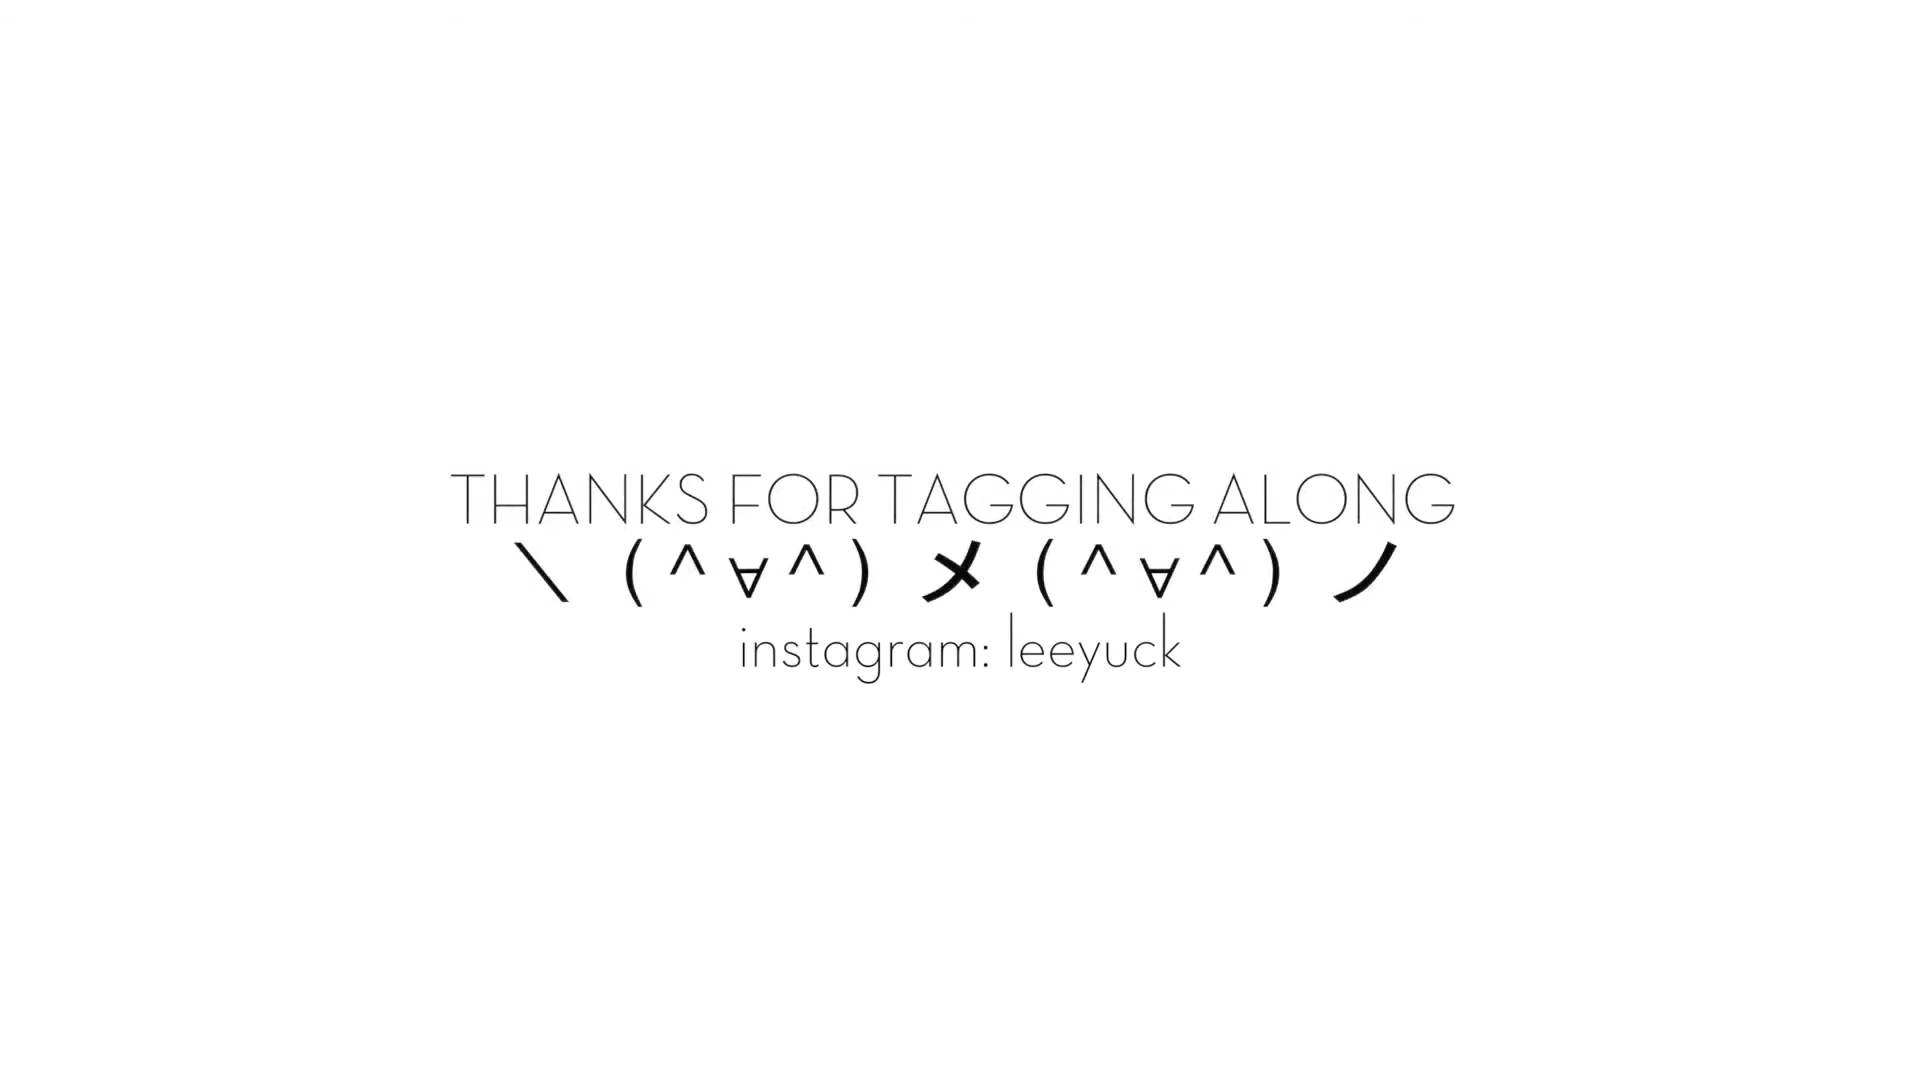 THANKS FOR TAGGING ALONG
＼ (^∀^) メ (^∀^) ノ
instagram: leeyuck